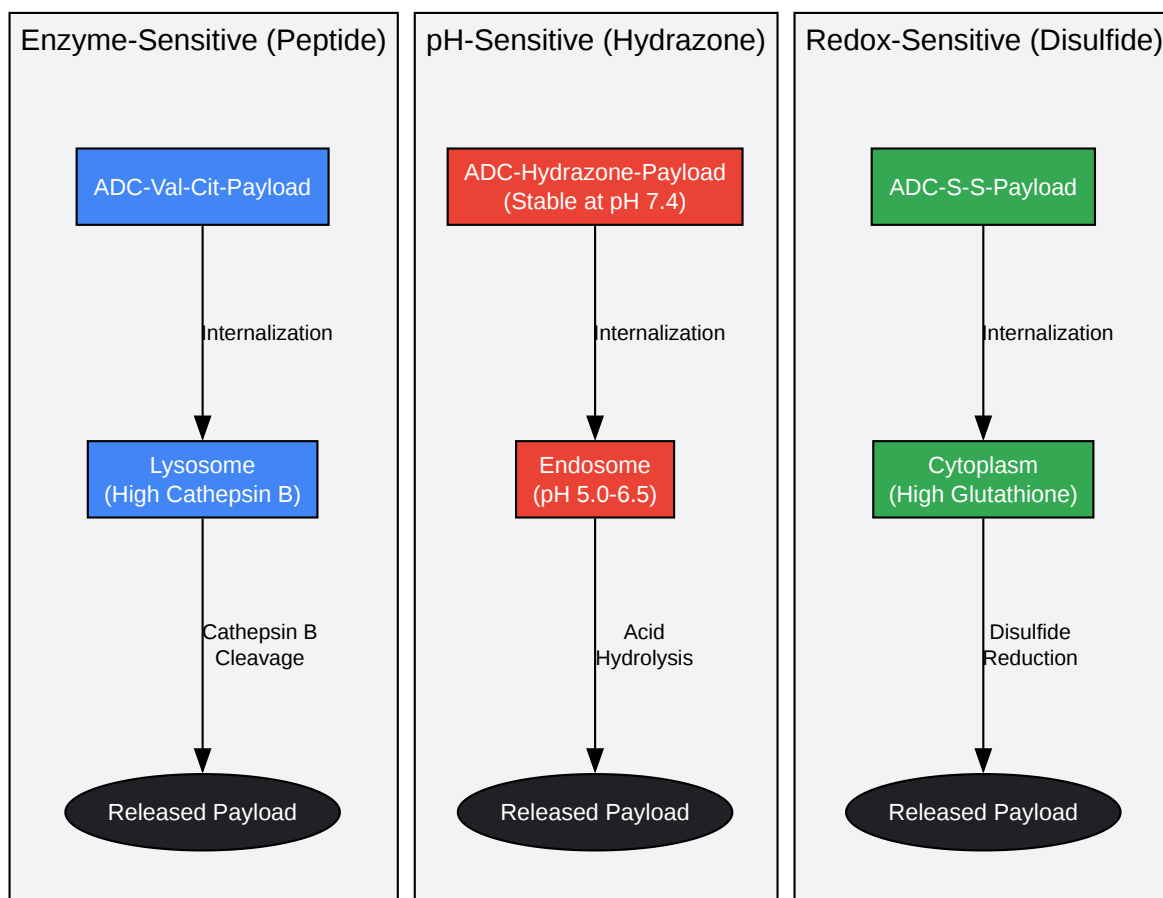 Enzyme-Sensitive (Peptide)
ADC-Val-Cit-Payload
Internalization
Lysosome
(High Cathepsin B)
Cathepsin B
Cleavage
Released Payload
pH-Sensitive (Hydrazone)
ADC-Hydrazone-Payload
(Stable at pH 7.4)
Internalization
Endosome
(pH 5.0-6.5)
Acid
Hydrolysis
Released Payload
Redox-Sensitive (Disulfide)
ADC-S-S-Payload
Internalization
Cytoplasm
(High Glutathione)
Disulfide
Reduction
Released Payload